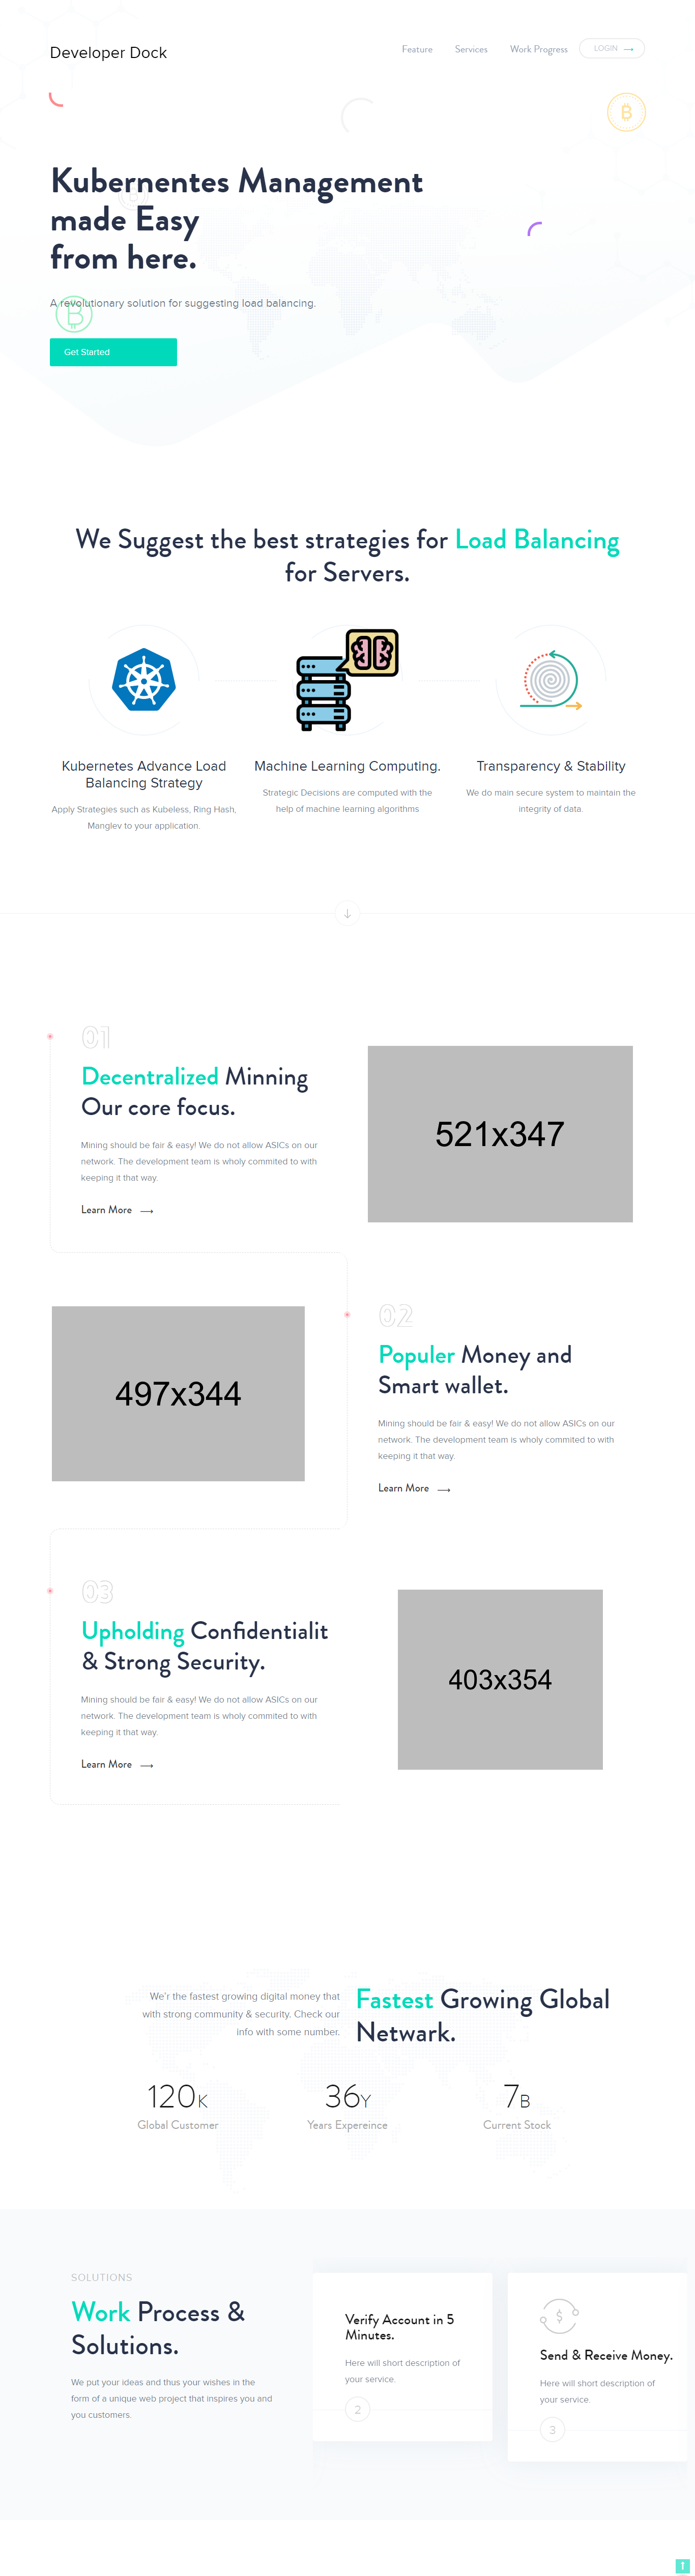 Developer Dock
Feature Services Work Progress LOGIN
Kubernentes Management
made Easy
from here.
A revolutionary solution for suggesting load balancing.
Get Started
We Suggest the best strategies for Load Balancing
for Servers.
Kubernetes Advance Load
Balancing Strategy
Apply Strategies such as Kubeless, Ring Hash,
Manglev to your application.
Machine Learning Computing.
Strategic Decisions are computed with the
help of machine learning algorithms
Transparency & Stability
We do main secure system to maintain the
integrity of data.
01
Decentralized Minning
Our core focus.
Mining should be fair & easy! We do not allow ASICs on our
network. The development team is wholy commited to with
keeping it that way.
Learn More
521x347
497x344
02
Populer Money and
Smart wallet.
Mining should be fair & easy! We do not allow ASICs on our
network. The development team is wholy commited to with
keeping it that way.
Learn More
03
Upholding Confidentialit
& Strong Security.
Mining should be fair & easy! We do not allow ASICs on our
network. The development team is wholy commited to with
keeping it that way.
Learn More
403x354
We'r the fastest growing digital money that
with strong community & security. Check our
info with some number.
Fastest Growing Global
Netwark.
120K
Global Customer
36Y
Years Expereince
7B
Current Stock
SOLUTIONS
Work Process &
Solutions.
We put your ideas and thus your wishes in the
form of a unique web project that inspires you and
you customers.
Verify Account in 5
Minutes.
Here will short description of
your service.
2
Send & Receive Money.
Here will short description of
your service.
3